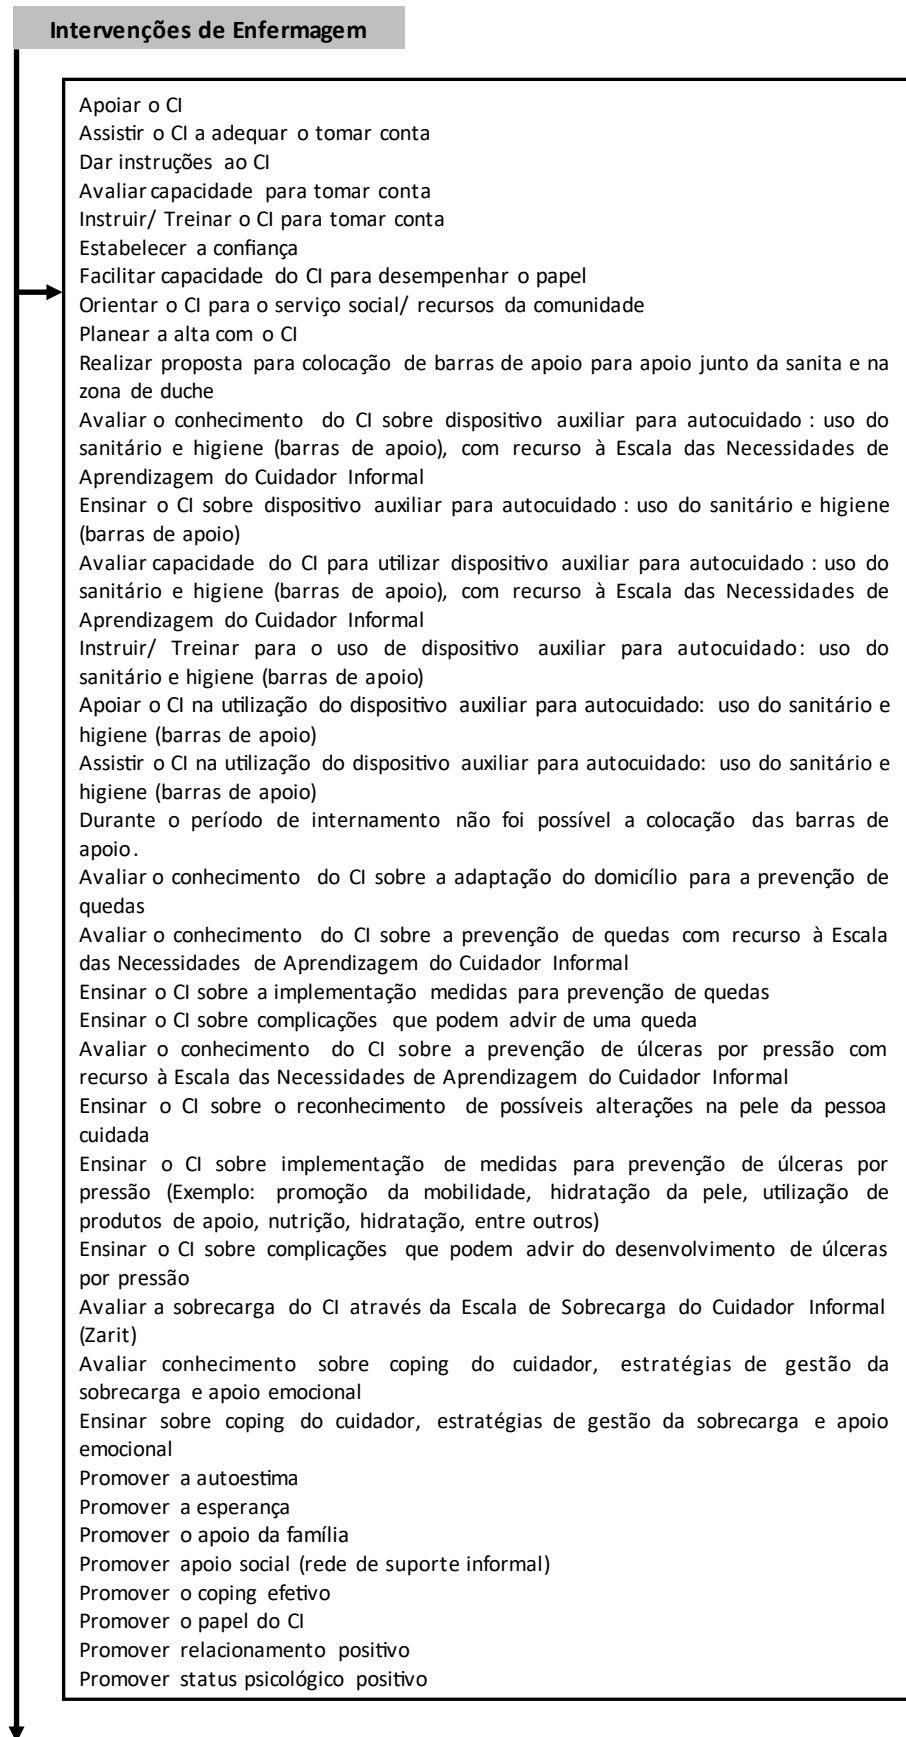 Intervenções de Enfermagem
Apoiar o CI
Assistir o CI a adequar o tomar conta
Dar instruções ao CI
Avaliar capacidade para tomar conta
Instruir/ Treinar o CI para tomar conta
Estabelecer a confiança
Facilitar capacidade do CI para desempenhar o papel
Orientar o CI para o serviço social/ recursos da comunidade
Planear a alta com o CI
Realizar proposta para colocação de barras de apoio para apoio junto da sanita e na
zona de duche
Avaliar o conhecimento do CI sobre dispositivo auxiliar para autocuidado : uso do
sanitário e higiene (barras de apoio), com recurso à Escala das Necessidades de
Aprendizagem do Cuidador Informal
Ensinar o CI sobre dispositivo auxiliar para autocuidado : uso do sanitário e higiene
(barras de apoio)
Avaliar capacidade do CI para utilizar dispositivo auxiliar para autocuidado : uso do
sanitário e higiene (barras de apoio), com recurso à Escala das Necessidades de
Aprendizagem do Cuidador Informal
Instruir/ Treinar para o uso de dispositivo auxiliar para autocuidado: uso do
sanitário e higiene (barras de apoio)
Apoiar o CI na utilização do dispositivo auxiliar para autocuidado: uso do sanitário e
higiene (barras de apoio)
Assistir o CI na utilização do dispositivo auxiliar para autocuidado: uso do sanitário e
higiene (barras de apoio)
Durante o período de internamento não foi possível a colocação das barras de
apoio.
Avaliar o conhecimento do CI sobre a adaptação do domicílio para a prevenção de
quedas
Avaliar o conhecimento do CI sobre a prevenção de quedas com recurso à Escala
das Necessidades de Aprendizagem do Cuidador Informal
Ensinar o CI sobre a implementação medidas para prevenção de quedas
Ensinar o CI sobre complicações que podem advir de uma queda
Avaliar o conhecimento do CI sobre a prevenção de úlceras por pressão com
recurso à Escala das Necessidades de Aprendizagem do Cuidador Informal
Ensinar o CI sobre o reconhecimento de possíveis alterações na pele da pessoa
cuidada
Ensinar o CI sobre implementação de medidas para prevenção de úlceras por
pressão (Exemplo: promoção da mobilidade, hidratação da pele, utilização de
produtos de apoio, nutrição, hidratação, entre outros)
Ensinar o CI sobre complicações que podem advir do desenvolvimento de úlceras
por pressão
Avaliar a sobrecarga do CI através da Escala de Sobrecarga do Cuidador Informal
(Zarit)
Avaliar conhecimento sobre coping do cuidador, estratégias de gestão da
sobrecarga e apoio emocional
Ensinar sobre coping do cuidador, estratégias de gestão da sobrecarga e apoio
emocional
Promover a autoestima
Promover a esperança
Promover o apoio da família
Promover apoio social (rede de suporte informal)
Promover o coping efetivo
Promover o papel do CI
Promover relacionamento positivo
Promover status psicológico positivo